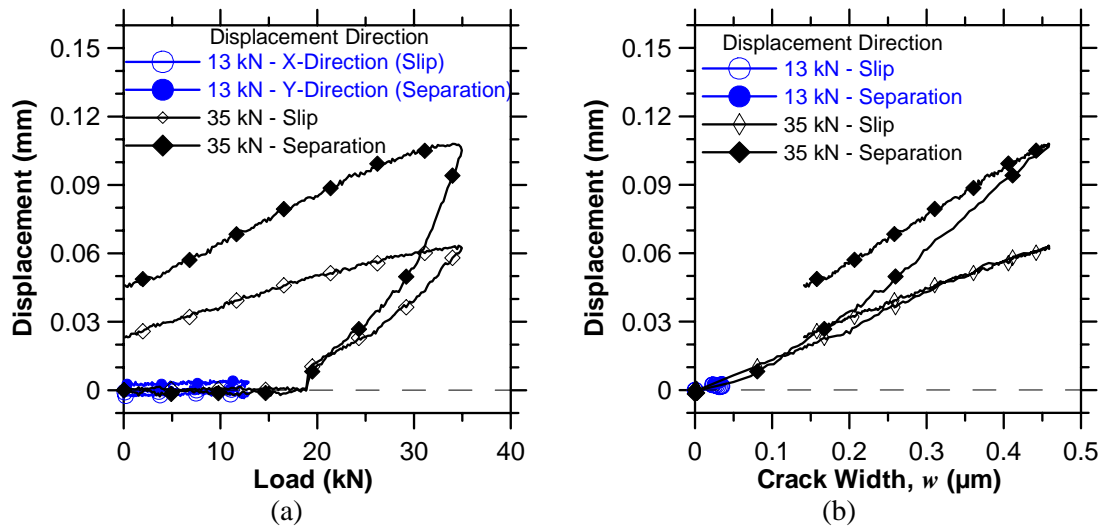 0.15
0.12
0.09
0.06
0.03
0
Displacement (mm)
Displacement Direction
13 kN - X-Direction (Slip)
13 kN - Y-Direction (Separation)
35 kN - Slip
35 kN - Separation
0 10 20 30 40
Load (kN)
(a)
0.15
0.12
0.09
0.06
0.03
0
Displacement (mm)
Displacement Direction
13 kN - Slip
13 kN - Separation
35 kN - Slip
35 kN - Separation
0 0.1 0.2 0.3 0.4 0.5
Crack Width, w (µm)
(b)